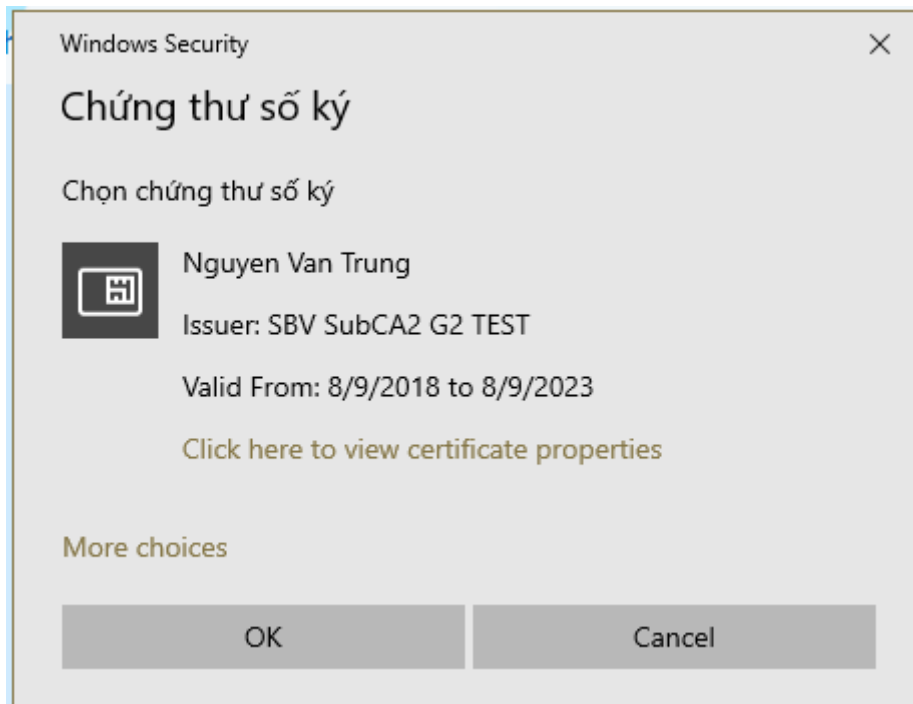 Windows Security
Chứng thư số ký
Chọn chứng thư số ký
Nguyen Van Trung
Issuer: SBV SubCA2 G2 TEST
Valid From: 8/9/2018 to 8/9/2023
Click here to view certificate properties
More choices
OK
Cancel